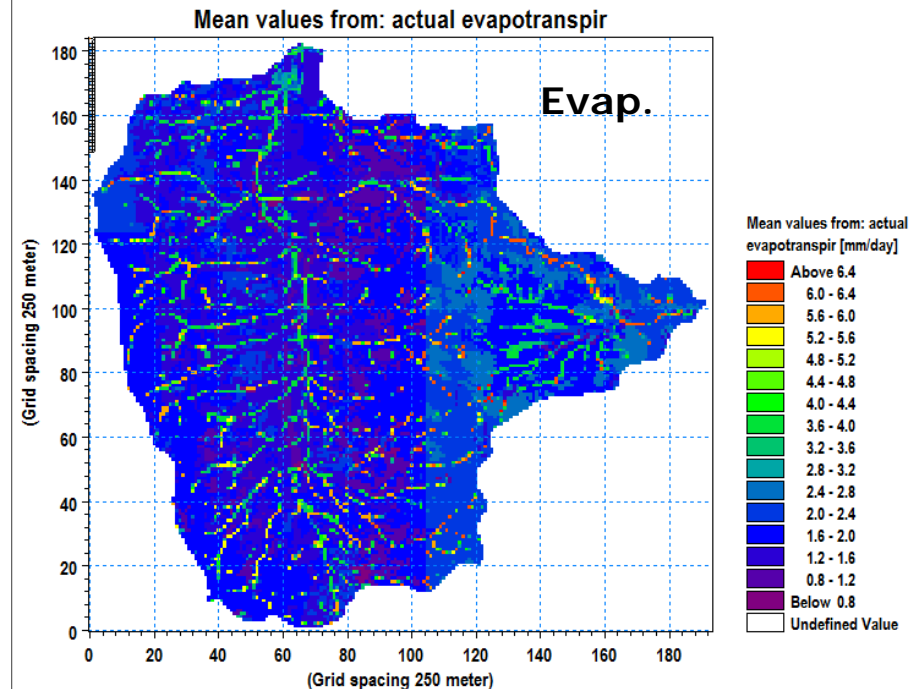 Mean values from: actual evapotranspir
Evap.
(Grid spacing 250 meter)
180
160
140
120
100
80
60
40
20
0
0 20 40 60 80 100 120 140 160 180
(Grid spacing 250 meter)
Mean values from: actual
evapotranspir [mm/day]
Above 6.4
6.0 - 6.4
5.6 - 6.0
5.2 - 5.6
4.8 - 5.2
4.4 - 4.8
4.0 - 4.4
3.6 - 4.0
3.2 - 3.6
2.8 - 3.2
2.4 - 2.8
2.0 - 2.4
1.6 - 2.0
1.2 - 1.6
0.8 - 1.2
Below 0.8
Undefined Value